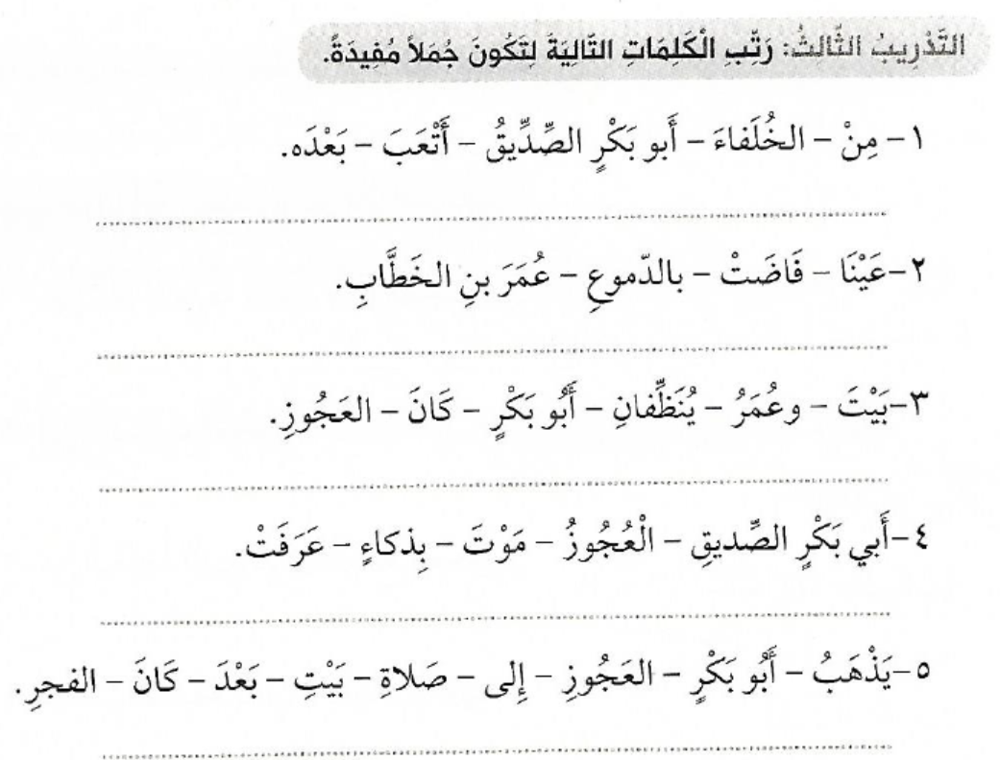 التَّدْرِيبُ الثَّالثُ: رَتِّبِ الْكَلِمَاتِ التَّالِيَةَ لِتَكُونَ جُمَلاً مُفِيدَةً.
١- مِنْ - الخُلَفاءَ - أَبو بَكْرٍ الصِّدِّيقُ - أَتْعَبَ - بَعْدَه.
٢-عَيْنَا - فَاضَتْ - بالدّموعِ - عُمَرَ بنِ الخَطَّابِ.
٣-بَيْتَ - وعُمَرُ - يُنَظِّفانِ - أَبُو بَكْرٍ - كَانَ - العَجُوزِ.
٤-أَبي بَكْرٍ الصِّديقِ - الْعُجُوزُ - مَوْتَ - بِذكاءٍ - عَرَفَتْ.
٥-يَذْهَبُ - أَبُو بَكْرٍ - العَجُوزِ - إِلى - صَلاةِ - بَيْتِ - بَعْدَ - كَانَ - الفجرِ.